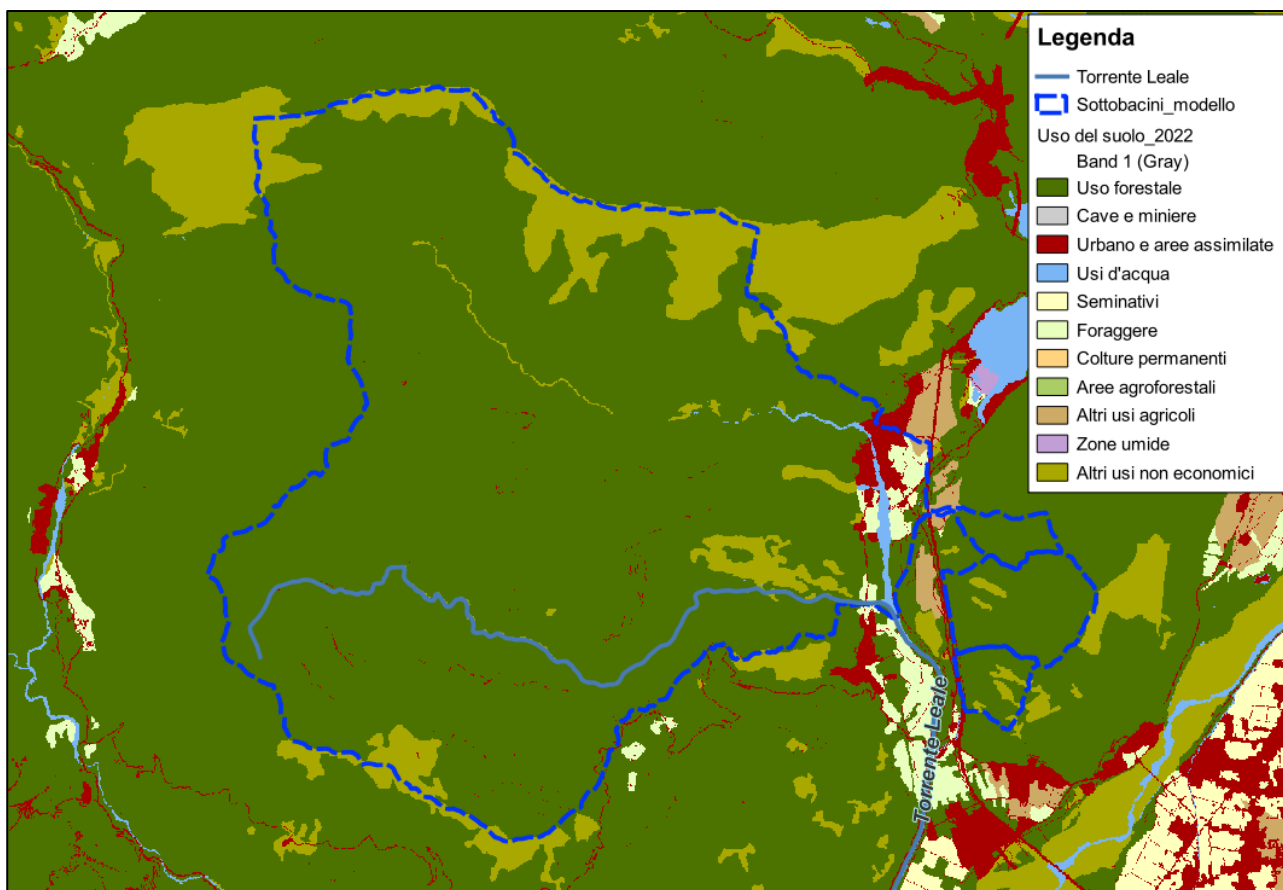 Legenda
Torrente Leale
Sottobacini_modello
Uso del suolo_2022
Band 1 (Gray)
Uso forestale
Cave e miniere
Urbano e aree assimilate
Usi d'acqua
Seminativi
Foraggere
Colture permanenti
Aree agroforestali
Altri usi agricoli
Zone umide
Altri usi non economici
Torrente Leale